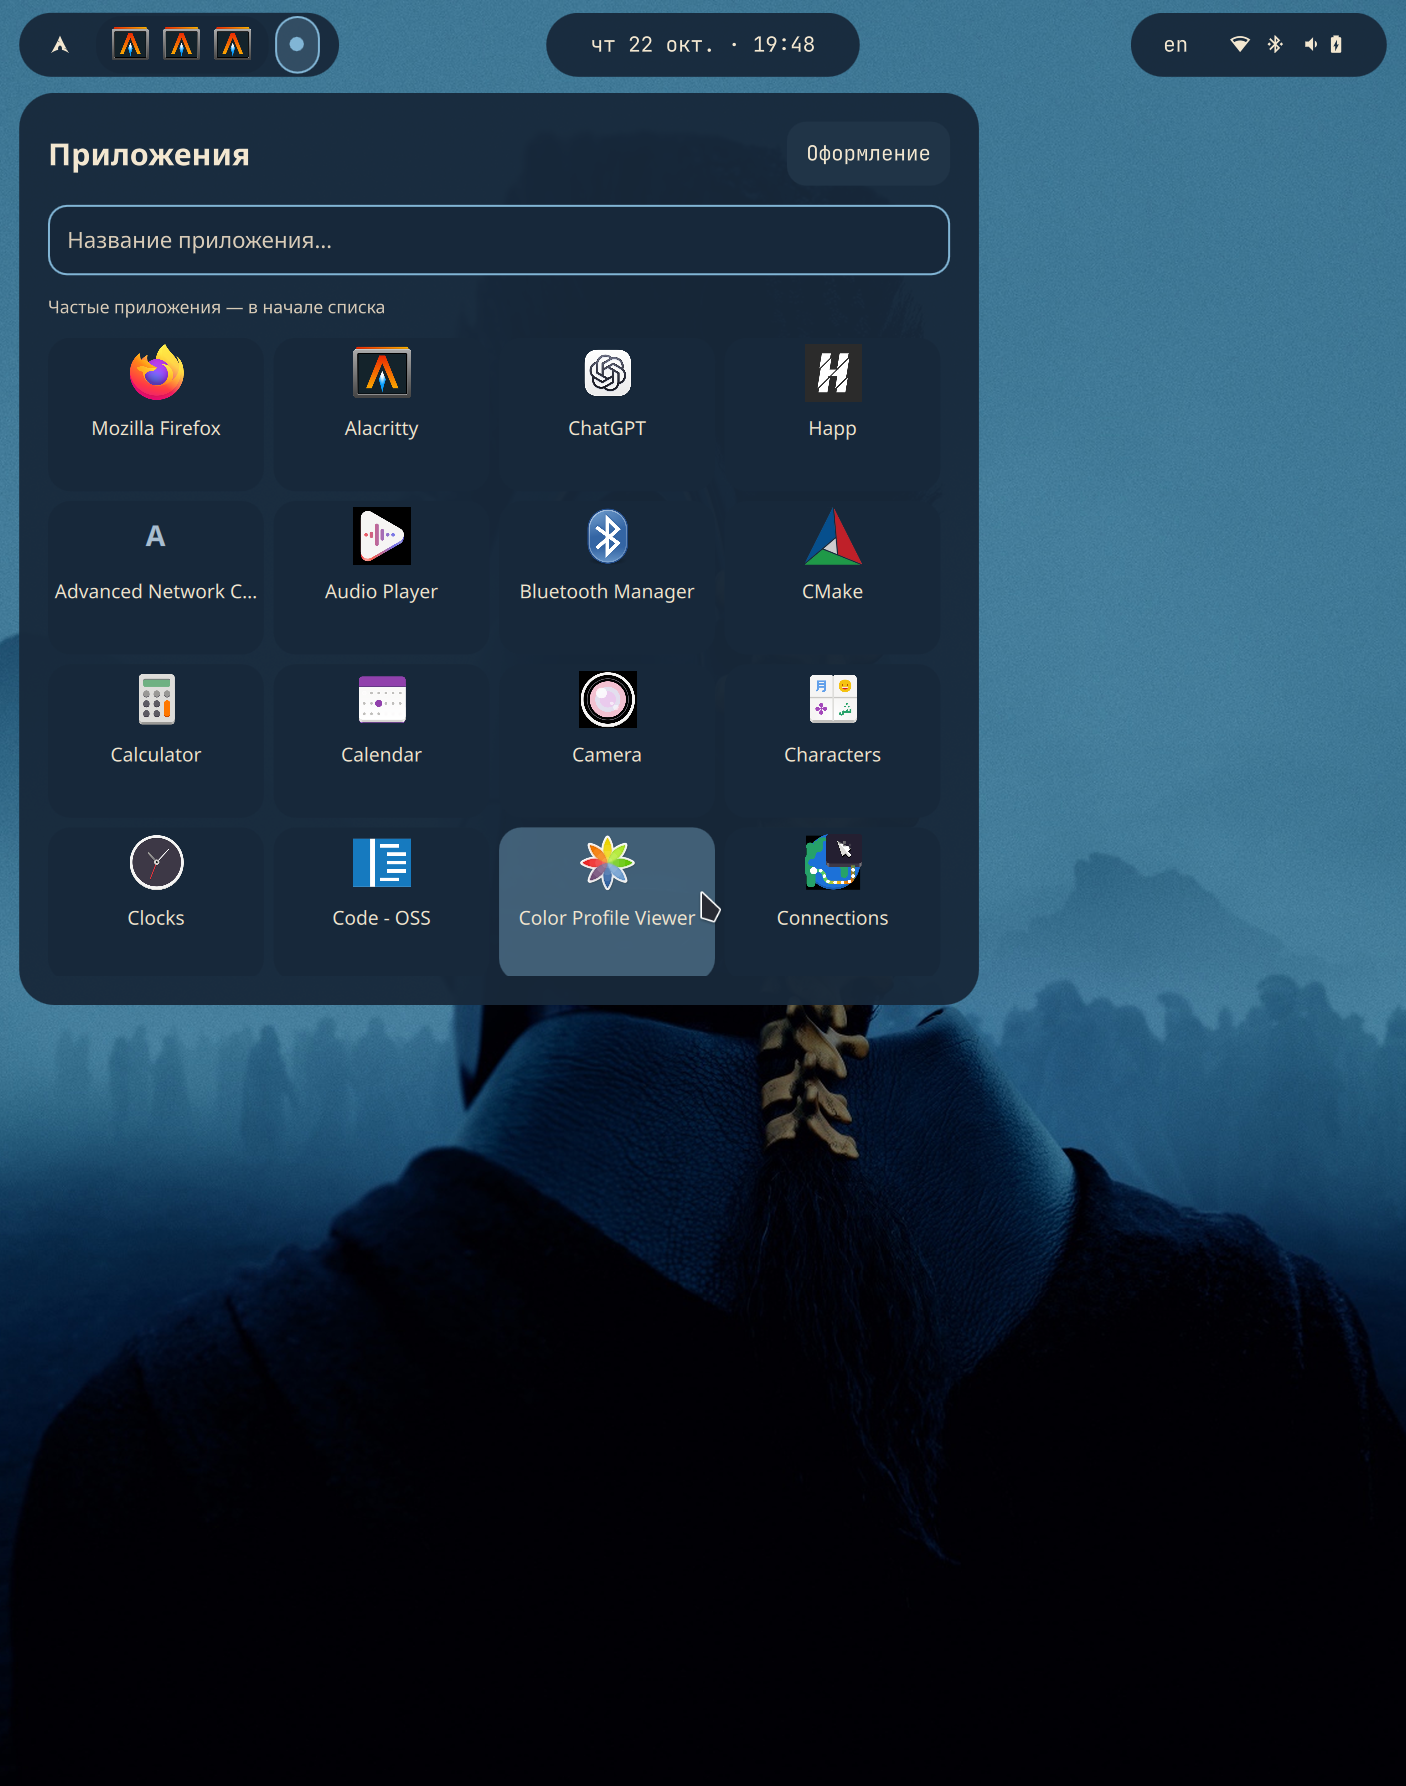 чт 22 окт. · 19:48
en
Приложения
Оформление
Название приложения...
Частые приложения — в начале списка
Mozilla Firefox
Alacritty
ChatGPT
Happ
A
Advanced Network C...
Audio Player
Bluetooth Manager
CMake
Calculator
Calendar
Camera
Characters
Clocks
Code - OSS
Color Profile Viewer
Connections